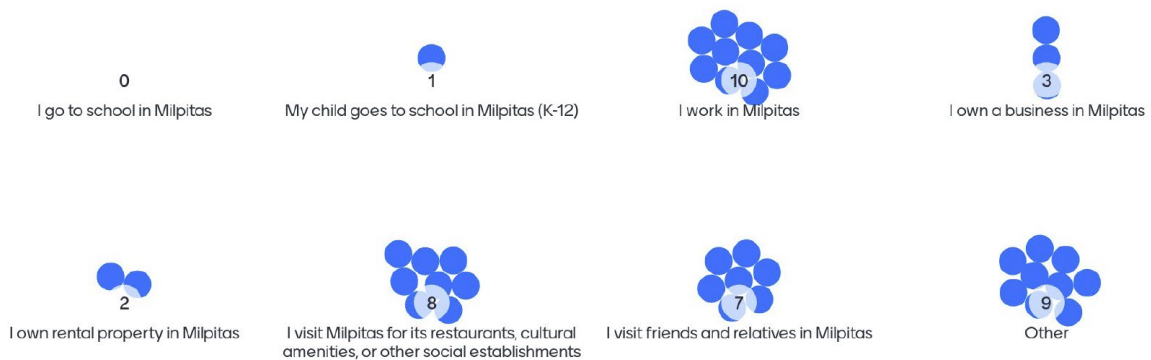 0
I go to school in Milpitas
1
My child goes to school in Milpitas (K-12)
10
I work in Milpitas
3
I own a business in Milpitas
2
I own rental property in Milpitas
8
I visit Milpitas for its restaurants, cultural
amenities, or other social establishments
7
I visit friends and relatives in Milpitas
9
Other